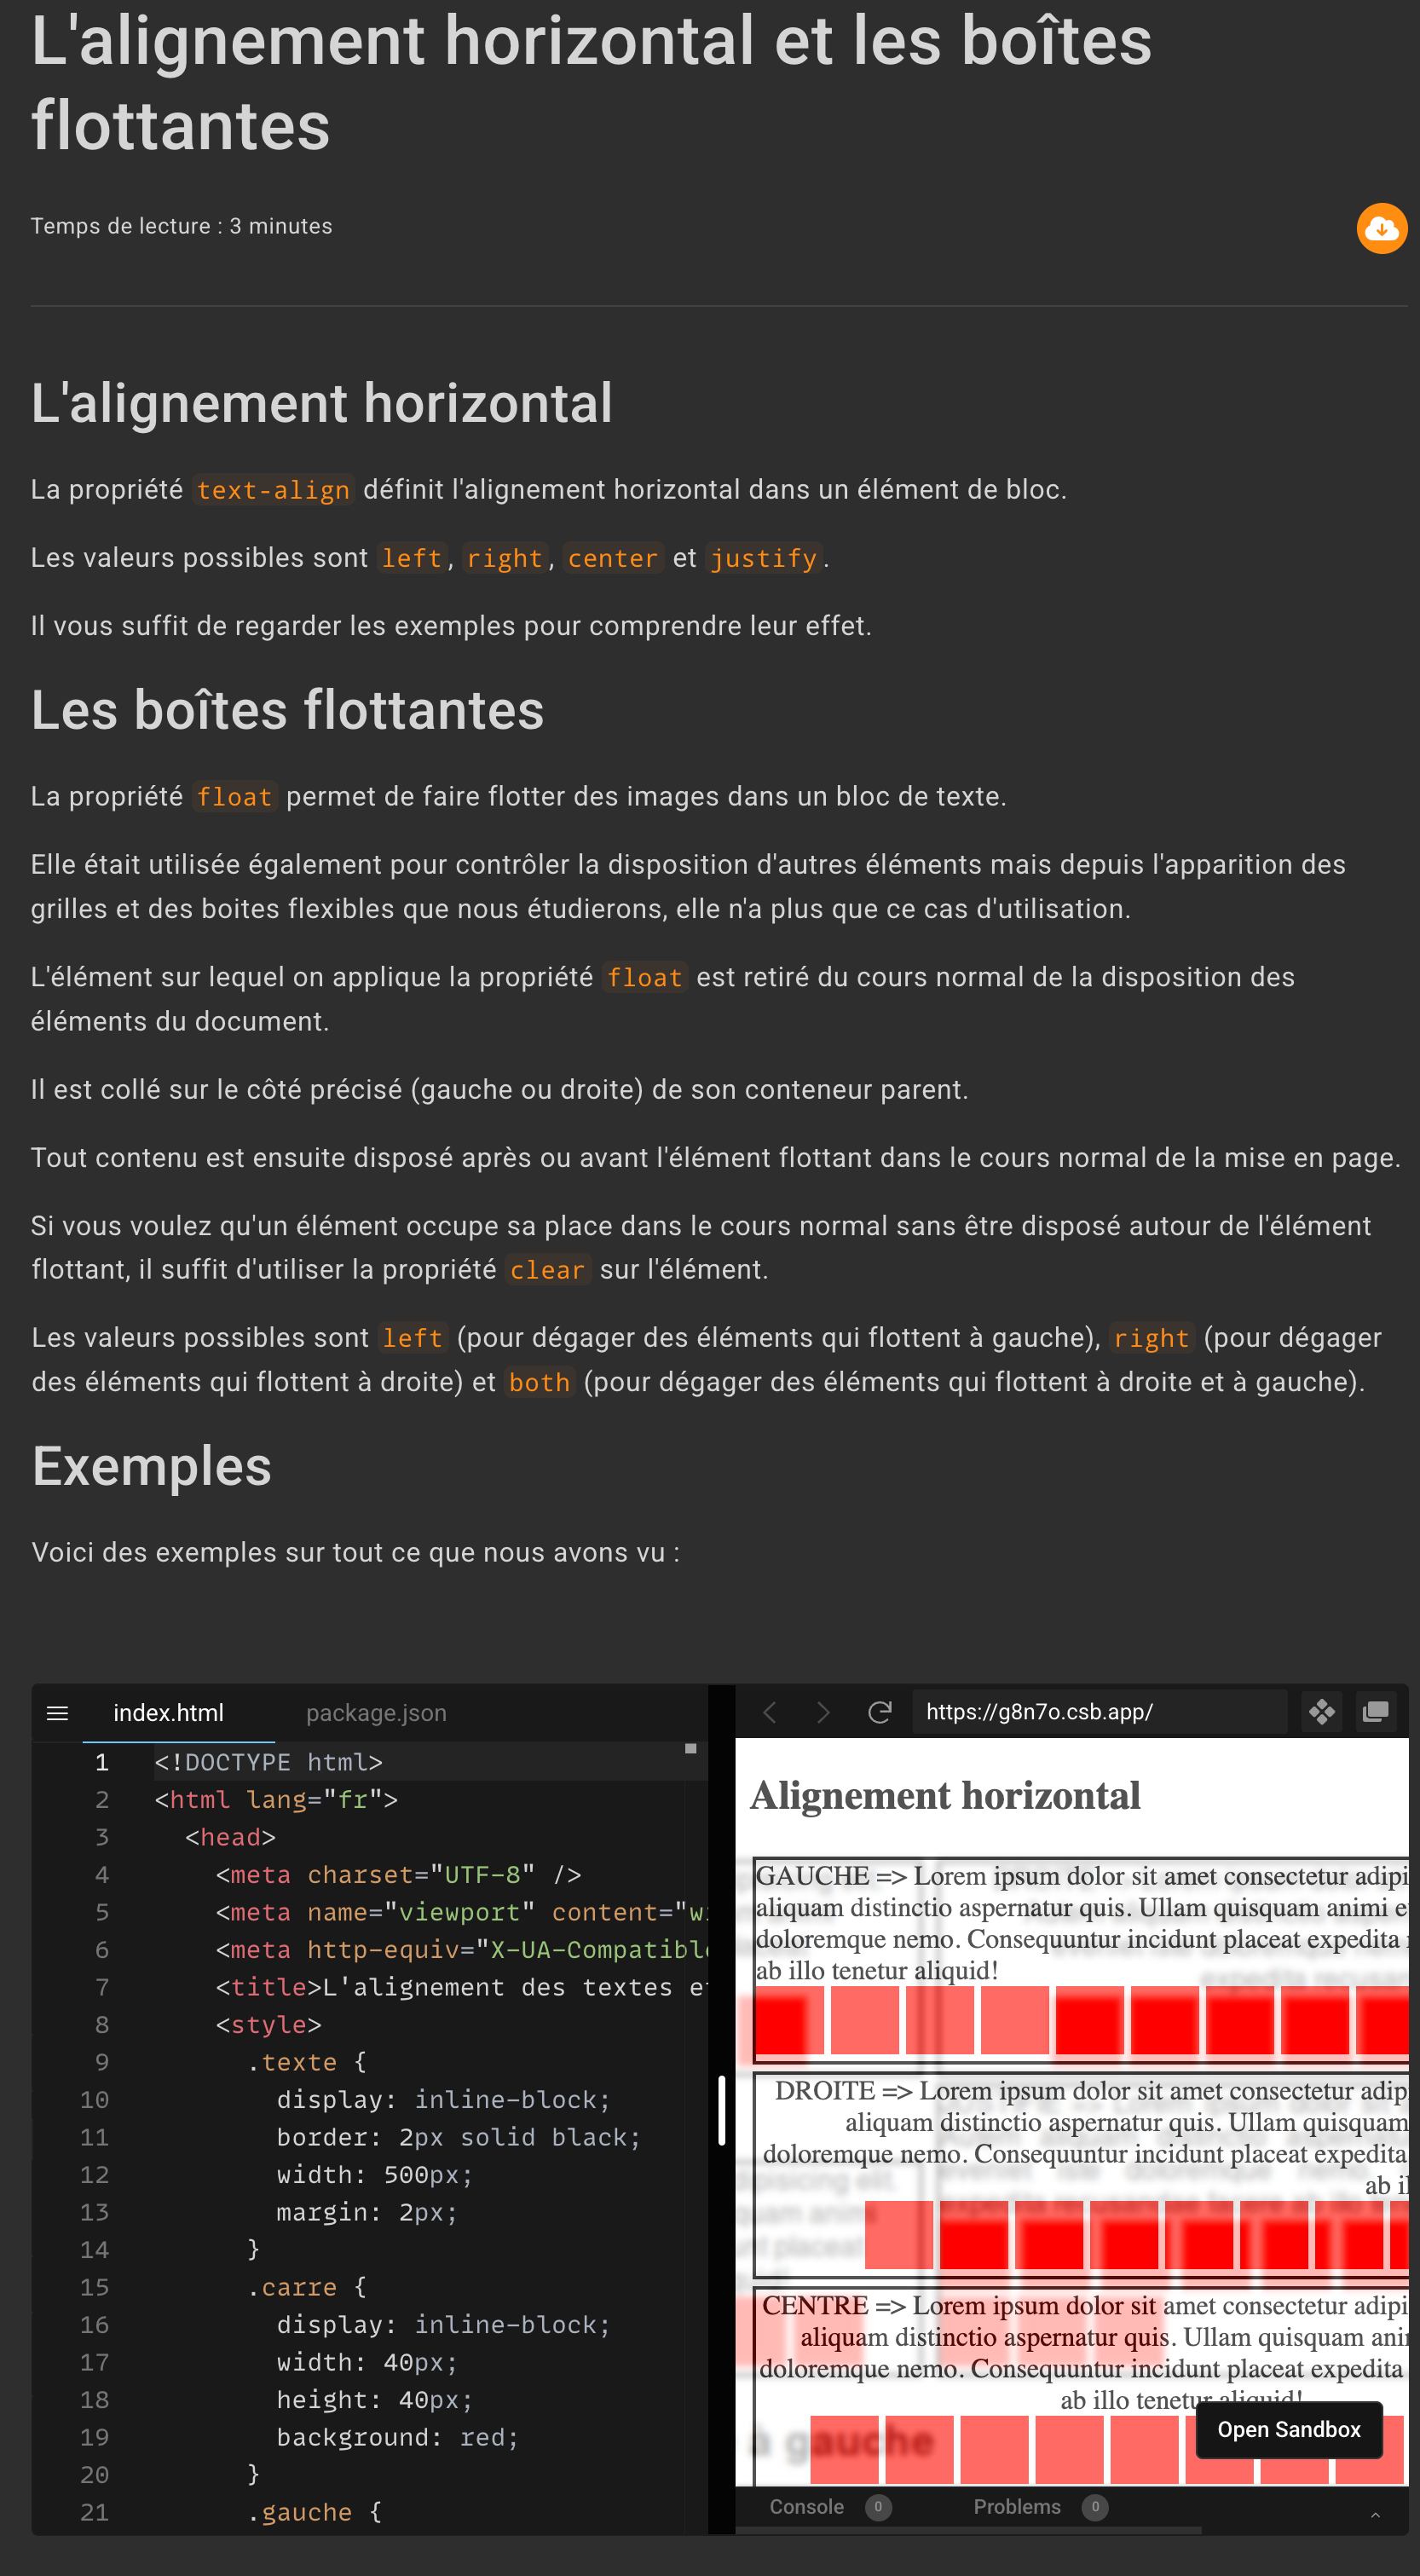 L'alignement horizontal et les boîtes
flottantes
Temps de lecture : 3 minutes
L'alignement horizontal
La propriété text-align définit l'alignement horizontal dans un élément de bloc.
Les valeurs possibles sont left, right, center et justify.
Il vous suffit de regarder les exemples pour comprendre leur effet.
Les boîtes flottantes
La propriété float permet de faire flotter des images dans un bloc de texte.
Elle était utilisée également pour contrôler la disposition d'autres éléments mais depuis l'apparition des
grilles et des boites flexibles que nous étudierons, elle n'a plus que ce cas d'utilisation.
L'élément sur lequel on applique la propriété float est retiré du cours normal de la disposition des
éléments du document.
Il est collé sur le côté précisé (gauche ou droite) de son conteneur parent.
Tout contenu est ensuite disposé après ou avant l'élément flottant dans le cours normal de la mise en page.
Si vous voulez qu'un élément occupe sa place dans le cours normal sans être disposé autour de l'élément
flottant, il suffit d'utiliser la propriété clear sur l'élément.
Les valeurs possibles sont left (pour dégager des éléments qui flottent à gauche), right (pour dégager
des éléments qui flottent à droite) et both (pour dégager des éléments qui flottent à droite et à gauche).
Exemples
Voici des exemples sur tout ce que nous avons vu :
index.html package.json
1 <!DOCTYPE html>
2 <html lang="fr">
3 <head>
4 <meta charset="UTF-8" />
5 <meta name="viewport" content="w
6 <meta http-equiv="X-UA-Compatible
7 <title>L'alignement des textes e
8 <style>
9 .texte {
10 display: inline-block;
11 border: 2px solid black;
12 width: 500px;
13 margin: 2px;
14 }
15 .carre {
16 display: inline-block;
17 width: 40px;
18 height: 40px;
19 background: red;
20 }
21 .gauche {
https://g8n7o.csb.app/
Alignement horizontal
GAUCHE => Lorem ipsum dolor sit amet consectetur adipi
aliquam distinctio aspernatur quis. Ullam quisquam animi e
doloremque nemo. Consequuntur incidunt placeat expedita
ab illo tenetur aliquid!
DROITE => Lorem ipsum dolor sit amet consectetur adip
aliquam distinctio aspernatur quis. Ullam quisquam
doloremque nemo. Consequuntur incidunt placeat expedita
ab il
CENTRE => Lorem ipsum dolor sit amet consectetur adipi
aliquam distinctio aspernatur quis. Ullam quisquam ani
doloremque nemo. Consequuntur incidunt placeat expedita
ab illo tenetur aliquid!
à gauche
Open Sandbox
Console 0 Problems 0